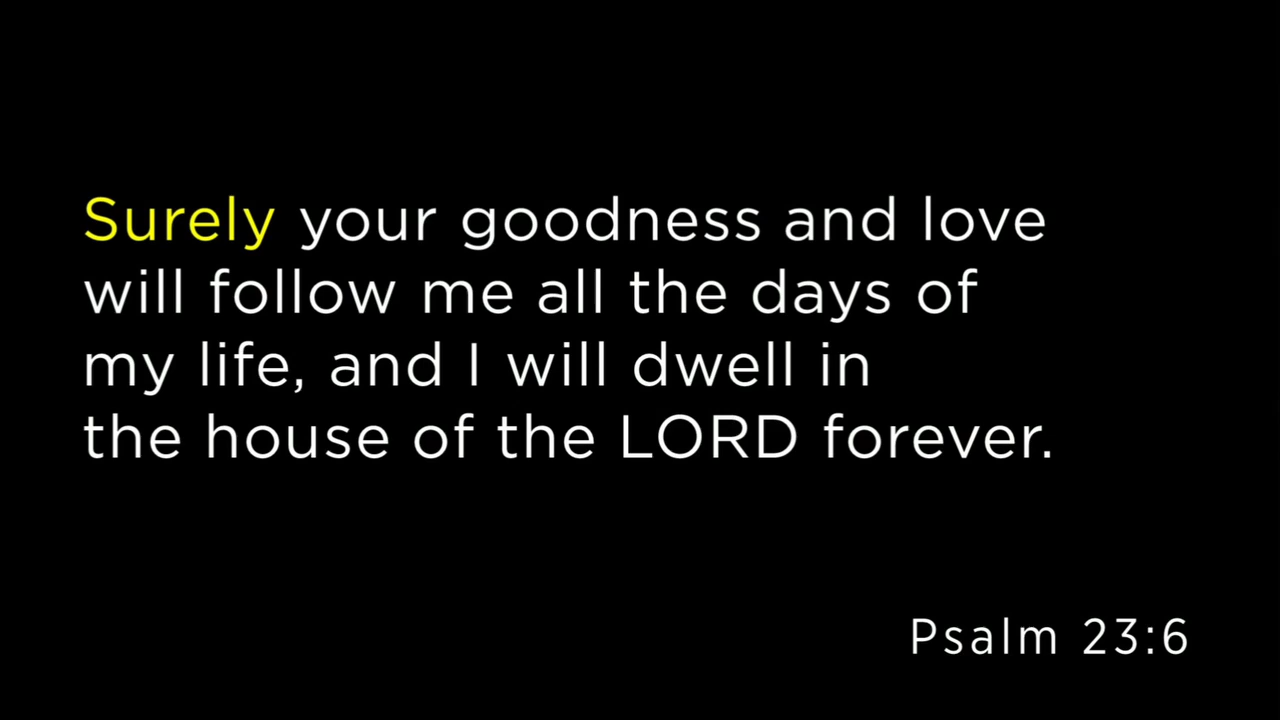 Surely your goodness and love
will follow me all the days of
my life, and I will dwell in
the house of the LORD forever.
Psalm 23:6